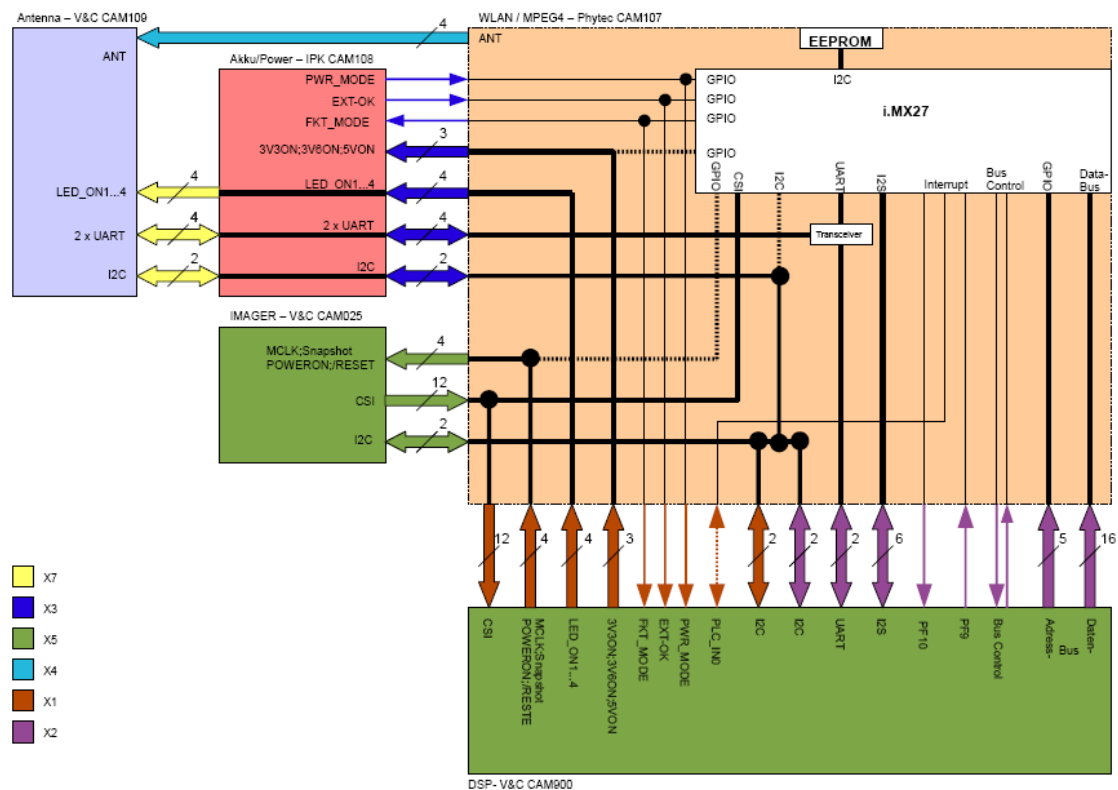 Antenna – V&C CAM109
WLAN / MPEG4 – Phytec CAM107
4
ANT
ANT
EEPROM
Akku/Power – IPK CAM108
PWR_MODE
EXT-OK
FKT_MODE
3V3ON;3V6ON;5VON
3
GPIO
GPIO
GPIO
GPIO
I2C
i.MX27
GPIO
CSI
I2C
UART
I2S
Interrupt
Bus
Control
GPIO
Data-
Bus
LED_ON1...4
4
LED_ON1...4
4
2 x UART
4
2 x UART
4
Transceiver
I2C
2
I2C
2
IMAGER – V&C CAM025
MCLK;Snapshot
POWERON;/RESET
4
CSI
12
I2C
2
12
4
4
3
2
2
2
6
5
16
X7
X3
X5
X4
X1
X2
CSI
MCLK;Snapshot
POWERON;/RESTE
LED_ON1...4
3V3ON;3V6ON;5VON
FKT_MODE
EXT-OK
PWR_MODE
PLC_IN0
I2C
I2C
UART
I2S
PF10
PF9
Bus Control
Adress-
Bus
Daten-
DSP- V&C CAM900